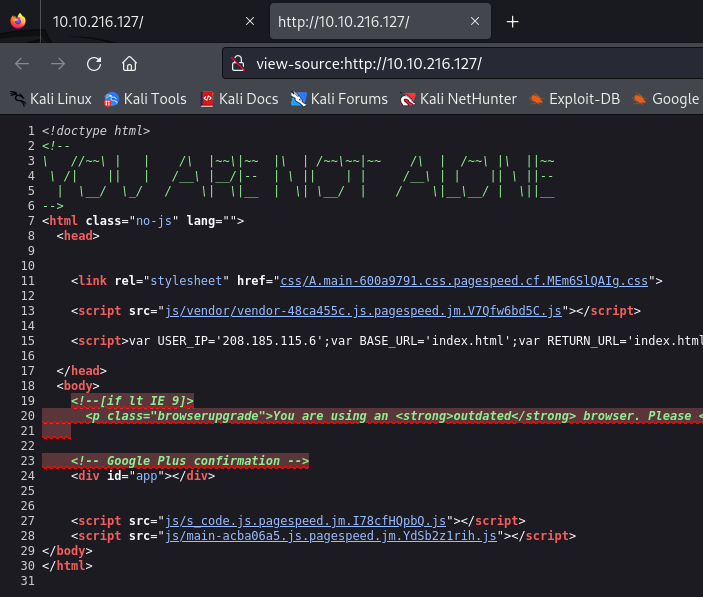 10.10.216.127/
http://10.10.216.127/
view-source:http://10.10.216.127/
Kali Linux Kali Tools Kali Docs Kali Forums Kali NetHunter Exploit-DB Google
1 <!doctype html>
2 <!--
3 \   //~~\ |   |    /\  |~~\|~~  |\  | /~~\~~|~~    /\  |  /~~\ |\  ||~~
4  \ /|    ||   |   /__\ |__/|--  | \ ||    | |     /__\ | |    || \ ||--
5   |  \__/  \_/   /    \|  \|__  |  \| \__/  |    /    \|__\__/ |  \||__
6 -->
7 <html class="no-js" lang="">
8   <head>
9
10
11     <link rel="stylesheet" href="css/A.main-600a9791.css.pagespeed.cf.MEm6SlQAIg.css">
12
13     <script src="js/vendor/vendor-48ca455c.js.pagespeed.jm.V7Qfw6bd5C.js"></script>
14
15     <script>var USER_IP='208.185.115.6';var BASE_URL='index.html';var RETURN_URL='index.html
16
17   </head>
18   <body>
19     <!--[if lt IE 9]>
20       <p class="browserupgrade">You are using an <strong>outdated</strong> browser. Please <
21
22
23     <!-- Google Plus confirmation -->
24     <div id="app"></div>
25
26
27     <script src="js/s_code.js.pagespeed.jm.I78cfHQpbQ.js"></script>
28     <script src="js/main-acba06a5.js.pagespeed.jm.YdSb2z1rih.js"></script>
29 </body>
30 </html>
31